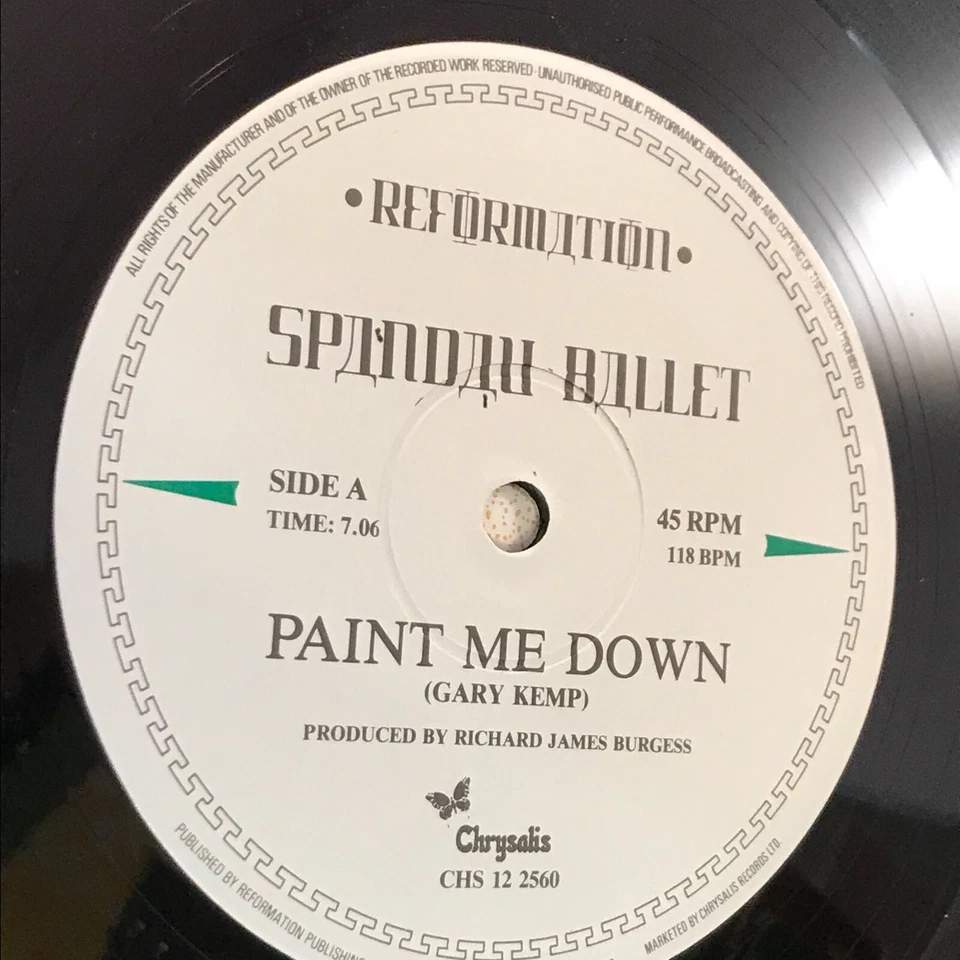 ALL RIGHTS OF THE MANUFACTURER AND OF THE OWNER OF THE RECORDED WORK RESERVED · UNAUTHORISED PUBLIC PERFORMANCE BROADCASTING AND COPYING OF THIS RECORD PROHIBITED
• REFORMATION •
SPANDAU BALLET
SIDE A
TIME: 7.06
45 RPM
118 BPM
PAINT ME DOWN
(GARY KEMP)
PRODUCED BY RICHARD JAMES BURGESS
Chrysalis
CHS 12 2560
PUBLISHED BY REFORMATION PUBLISHING
MARKETED BY CHRYSALIS RECORDS LTD.